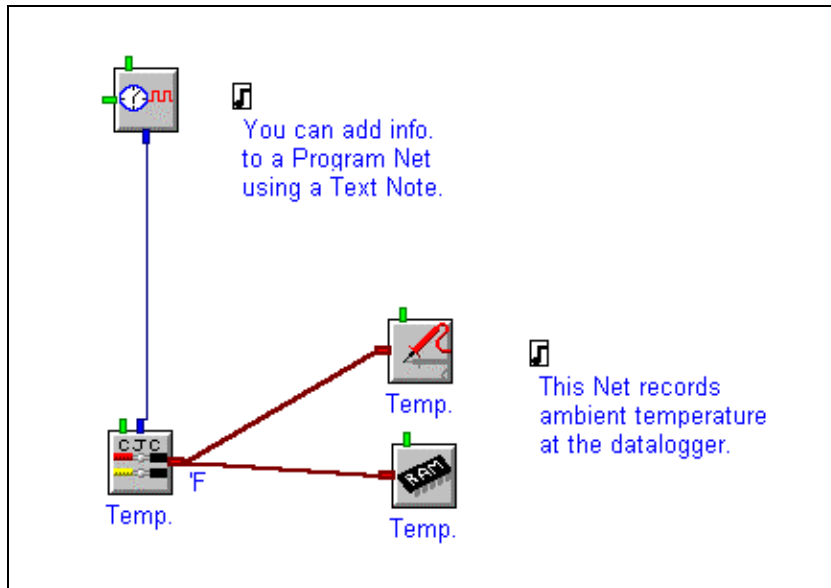 You can add info.
to a Program Net
using a Text Note.
Temp.
This Net records
ambient temperature
at the datalogger.
CJC
'F
Temp.
RAM
Temp.